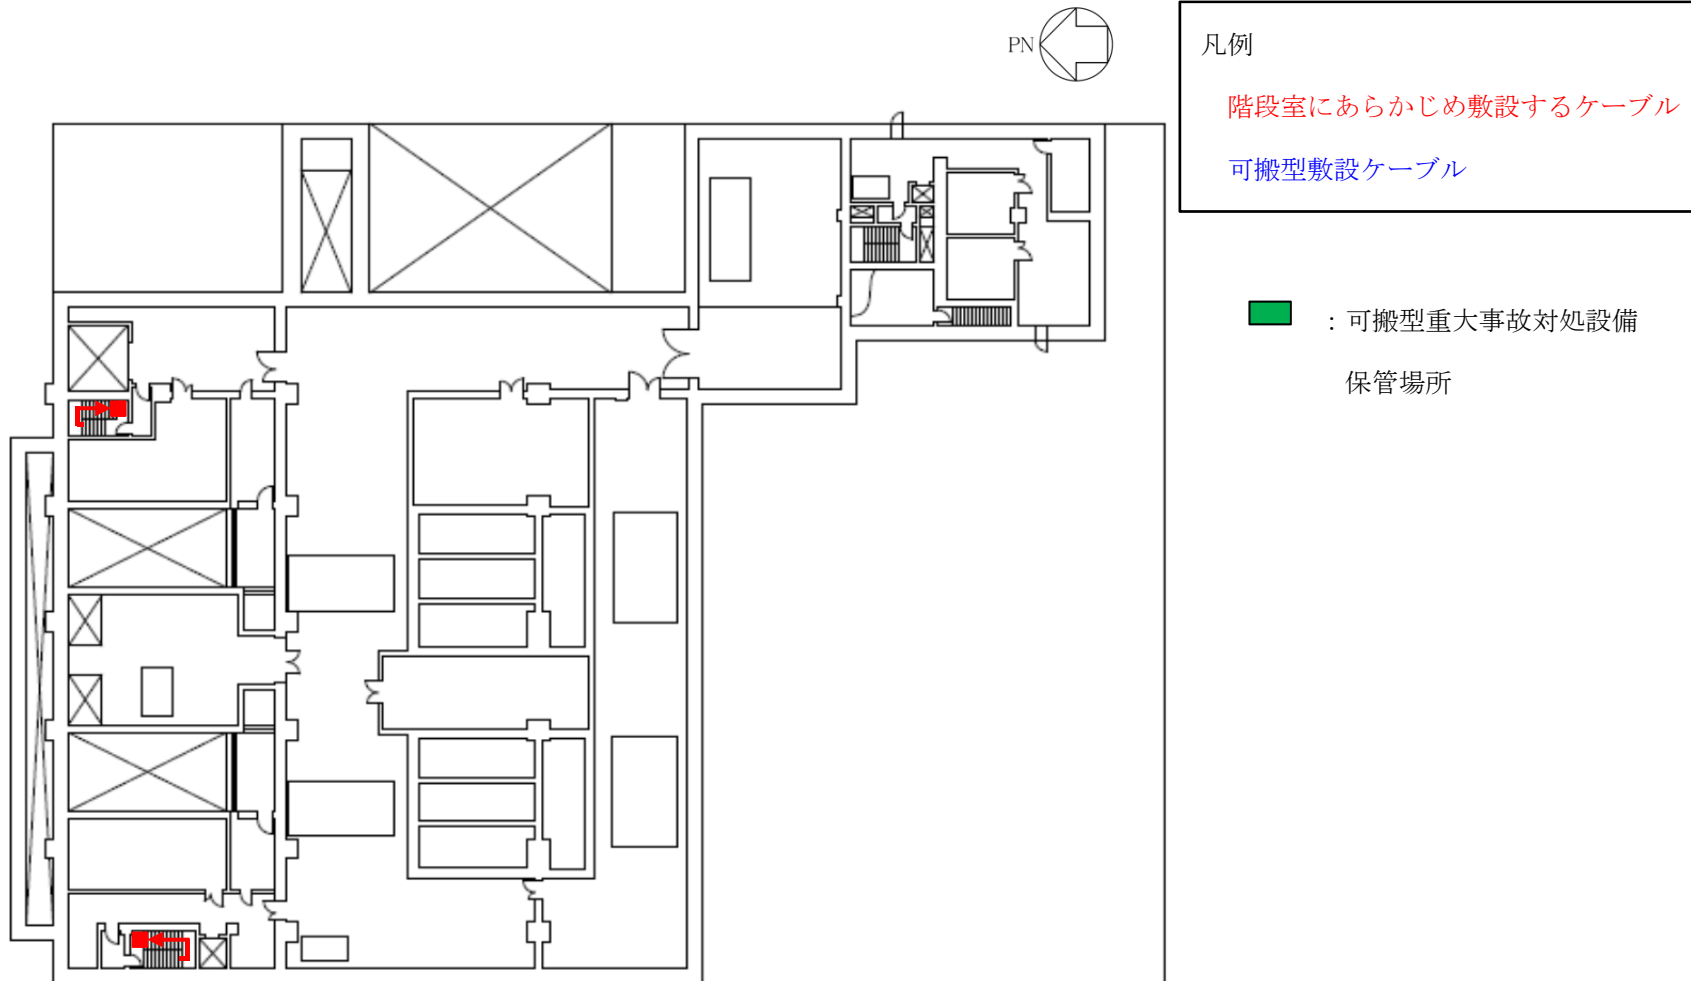 PN
凡例
階段室にあらかじめ敷設するケーブル
可搬型敷設ケーブル
：可搬型重大事故対処設備
保管場所